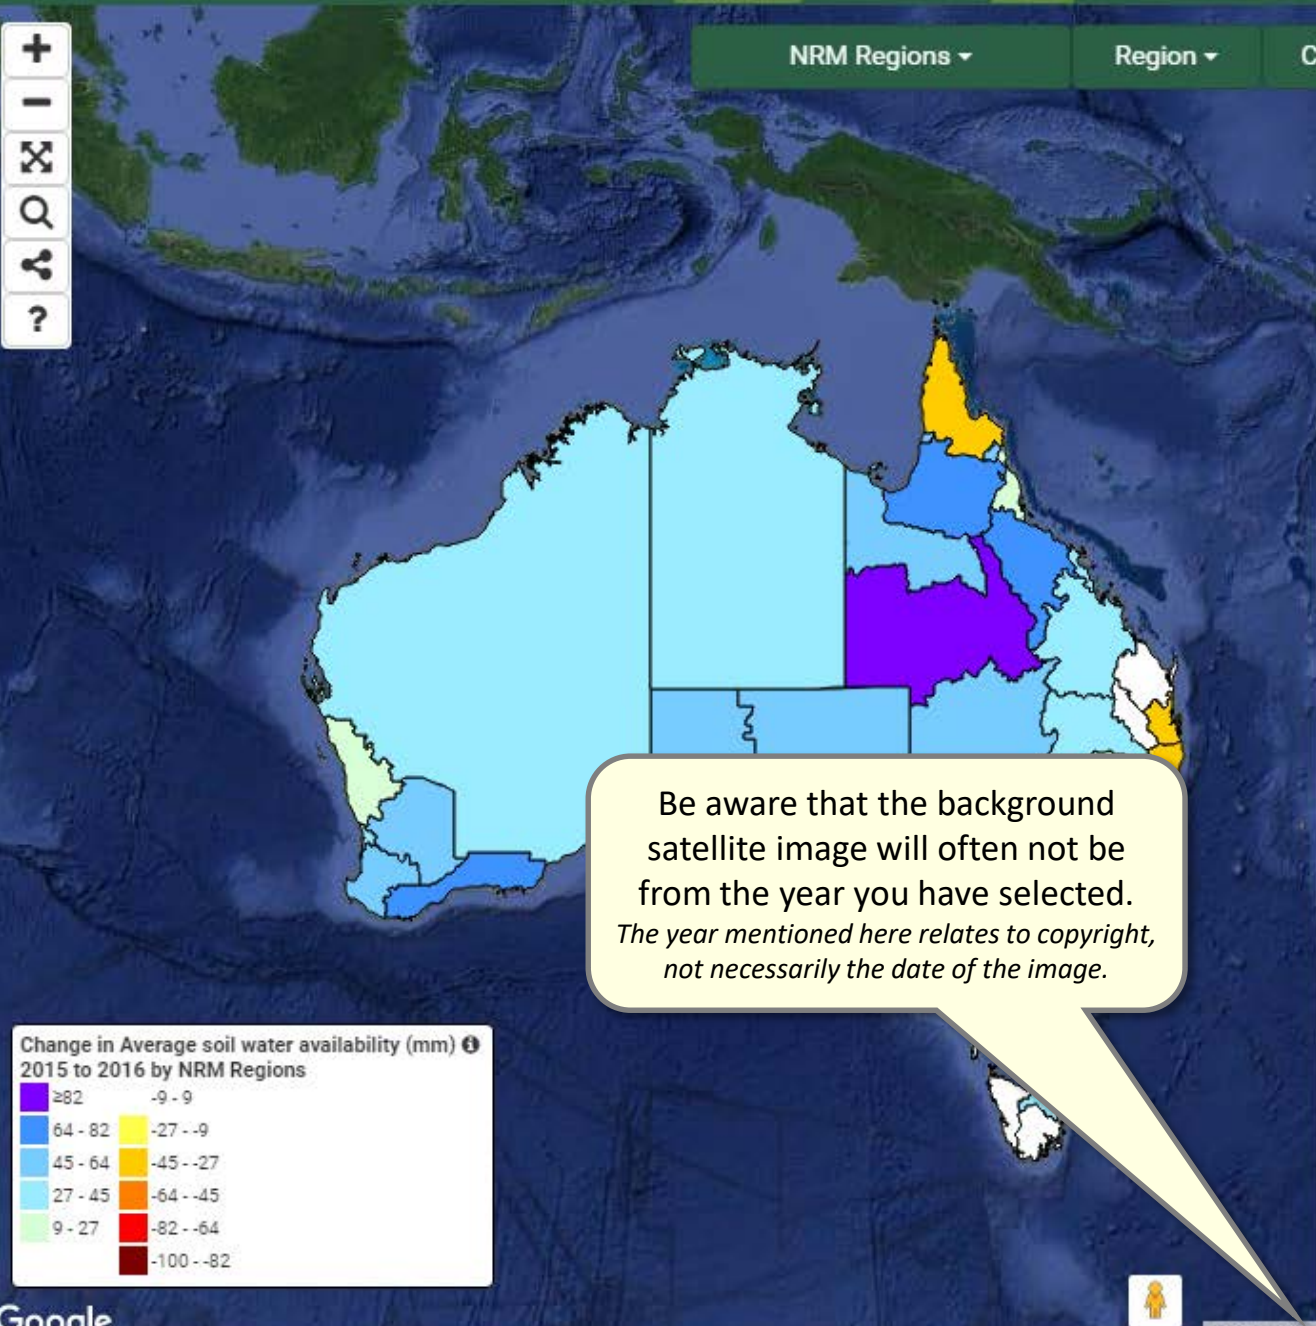 +
NRM Regions
Region
C
?
Be aware that the background
satellite image will often not be
from the year you have selected.
The year mentioned here relates to copyright,
not necessarily the date of the image.
Change in Average soil water availability (mm)
2015 to 2016 by NRM Regions
≥82 -9 - 9
64 - 82 -27 - -9
45 - 64 -45 - -27
27 - 45 -64 - -45
9 - 27 -82 - -64
-100 - -82
Google